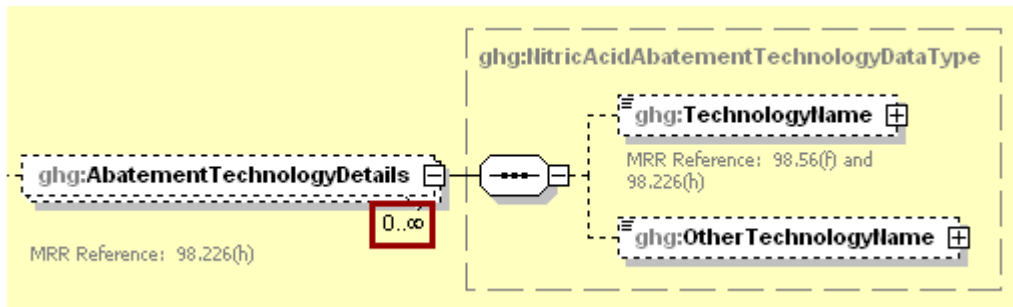 ghg:NitricAcidAbatementTechnologyDataType
ghg:TechnologyName
MRR Reference: 98.56(f) and
98.226(h)
ghg:AbatementTechnologyDetails
0..∞
MRR Reference: 98.226(h)
ghg:OtherTechnologyName